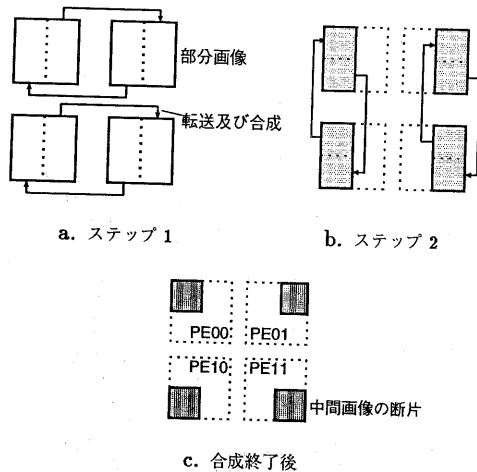 部分画像
転送及び合成
a. ステップ 1
b. ステップ 2
PE00
PE01
PE10
PE11
中間画像の断片
c. 合成終了後